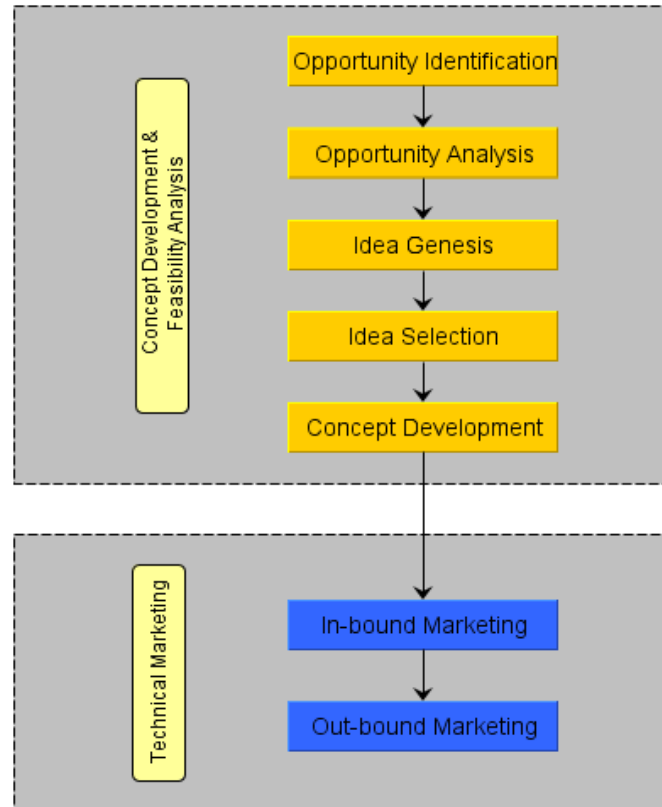 Opportunity Identification
Concept Development &
Feasibility Analysis
Opportunity Analysis
Idea Genesis
Idea Selection
Concept Development
Technical Marketing
In-bound Marketing
Out-bound Marketing